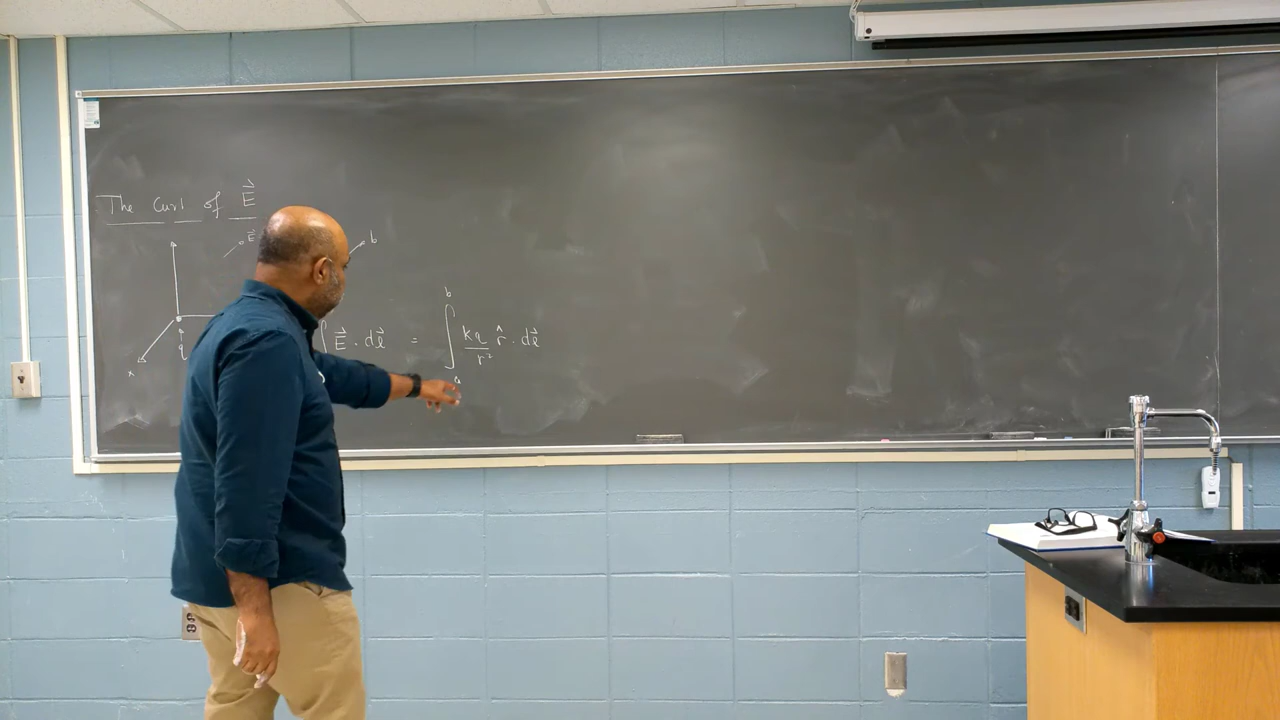 The Curl of E⃗
E⃗
b
q
x
∫ E⃗ · dl⃗ = ∫ₐᵇ kq/r² r̂ · dl⃗